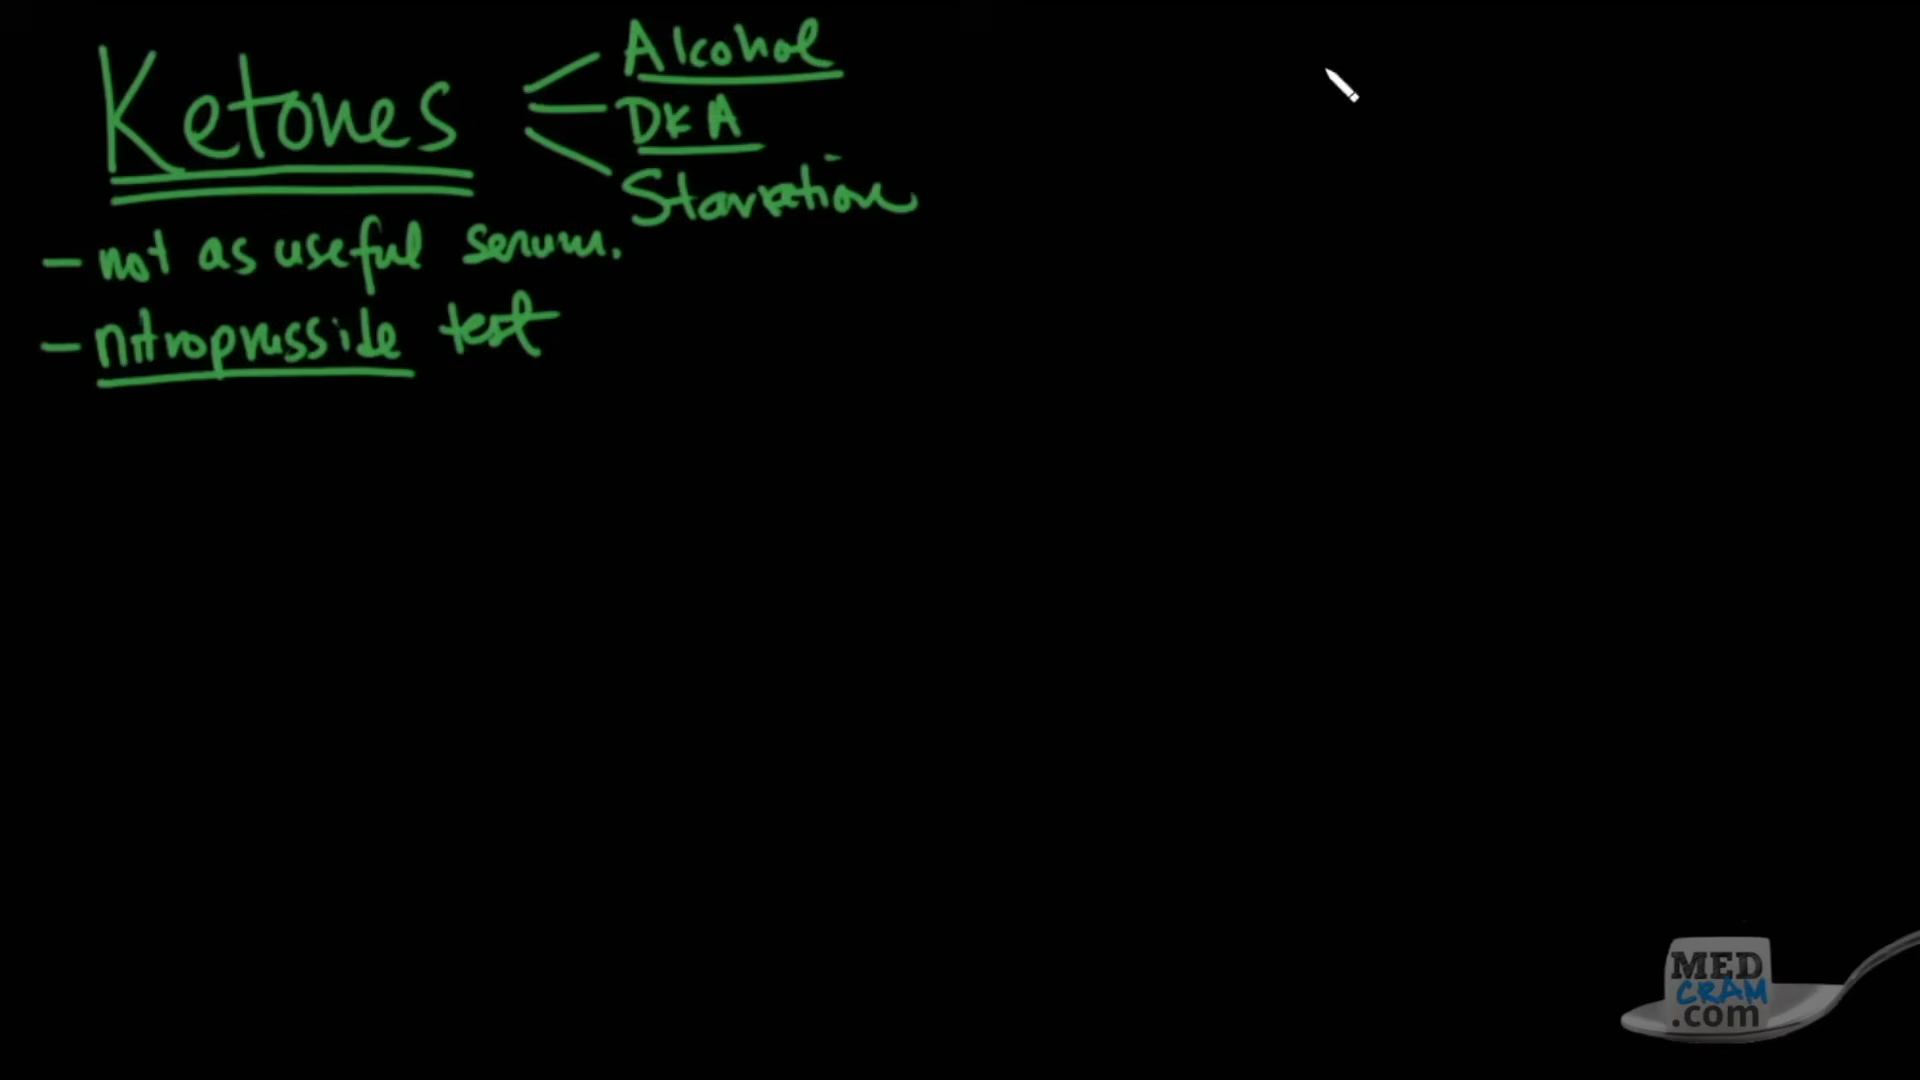 Ketones
Alcohol
DKA
Starvation
- not as useful serum.
- nitroprusside test
MED
CRAM
.com